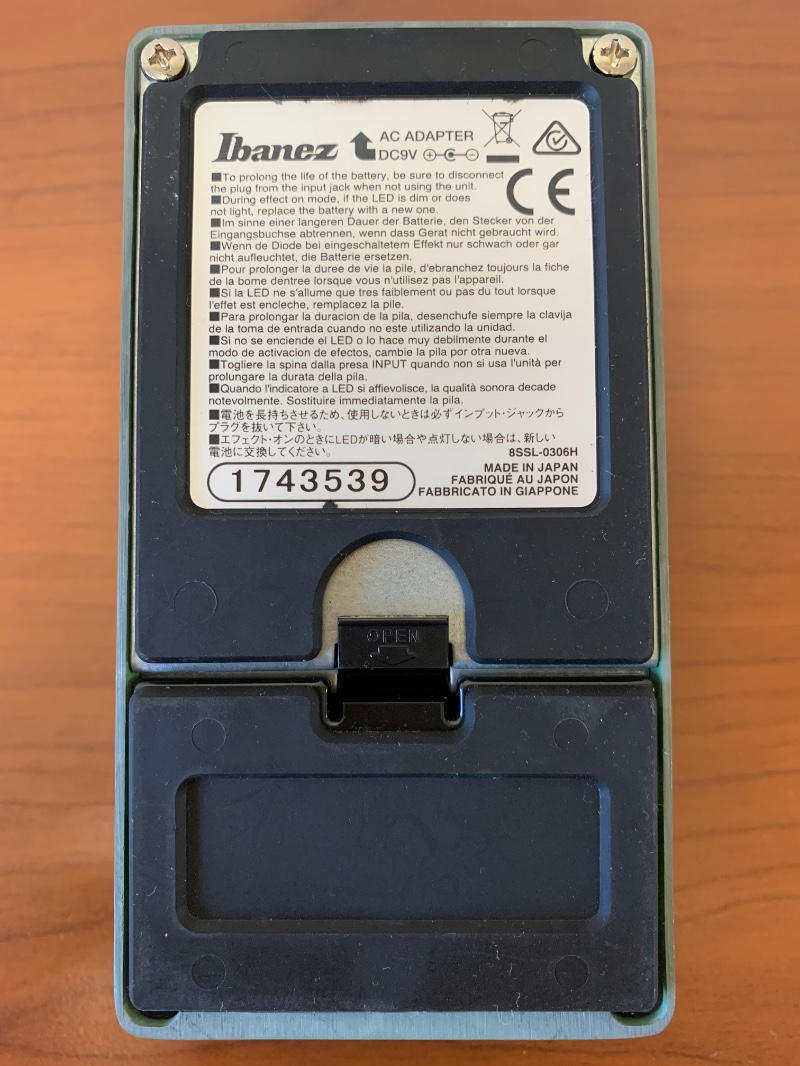 Ibanez AC ADAPTER
DC9V
■To prolong the life of the battery, be sure to disconnect
the plug from the input jack when not using the unit.
■During effect on mode, if the LED is dim or does
not light, replace the battery with a new one.
CE
■Im sinne einer langeren Dauer der Batterie, den Stecker von der
Eingangsbuchse abtrennen, wenn dass Gerat nicht gebraucht wird.
■Wenn de Diode bei eingeschaltetem Effekt nur schwach oder gar
nicht aufleuchtet, die Batterie ersetzen.
■Pour prolonger la duree de vie la pile, d'ebranchez toujours la fiche
de la bome dentree lorsque vous n'utilisez pas l'appareil.
■Si la LED ne s'allume que tres faiblement ou pas du tout lorsque
l'effet est encleche, remplacez la pile.
■Para prolongar la duracion de la pila, desenchufe siempre la clavija
de la toma de entrada cuando no este utilizando la unidad.
■Si no se enciende el LED o lo hace muy debilmente durante el
modo de activacion de efectos, cambie la pila por otra nueva.
■Togliere la spina dalla presa INPUT quando non si usa l'unità per
prolungare la durata della pila.
■Quando l'indicatore a LED si affievolisce, la qualità sonora decade
notevolmente. Sostituire immediatamente la pila.
■電池を長持ちさせるため、使用しないときは必ずインプット・ジャックから
プラグを抜いて下さい。
■エフェクト・オンのときにLEDが暗い場合や点灯しない場合は、新しい
電池に交換してください。
8SSL-0306H
1743539
MADE IN JAPAN
FABRIQUÉ AU JAPON
FABBRICATO IN GIAPPONE
OPEN